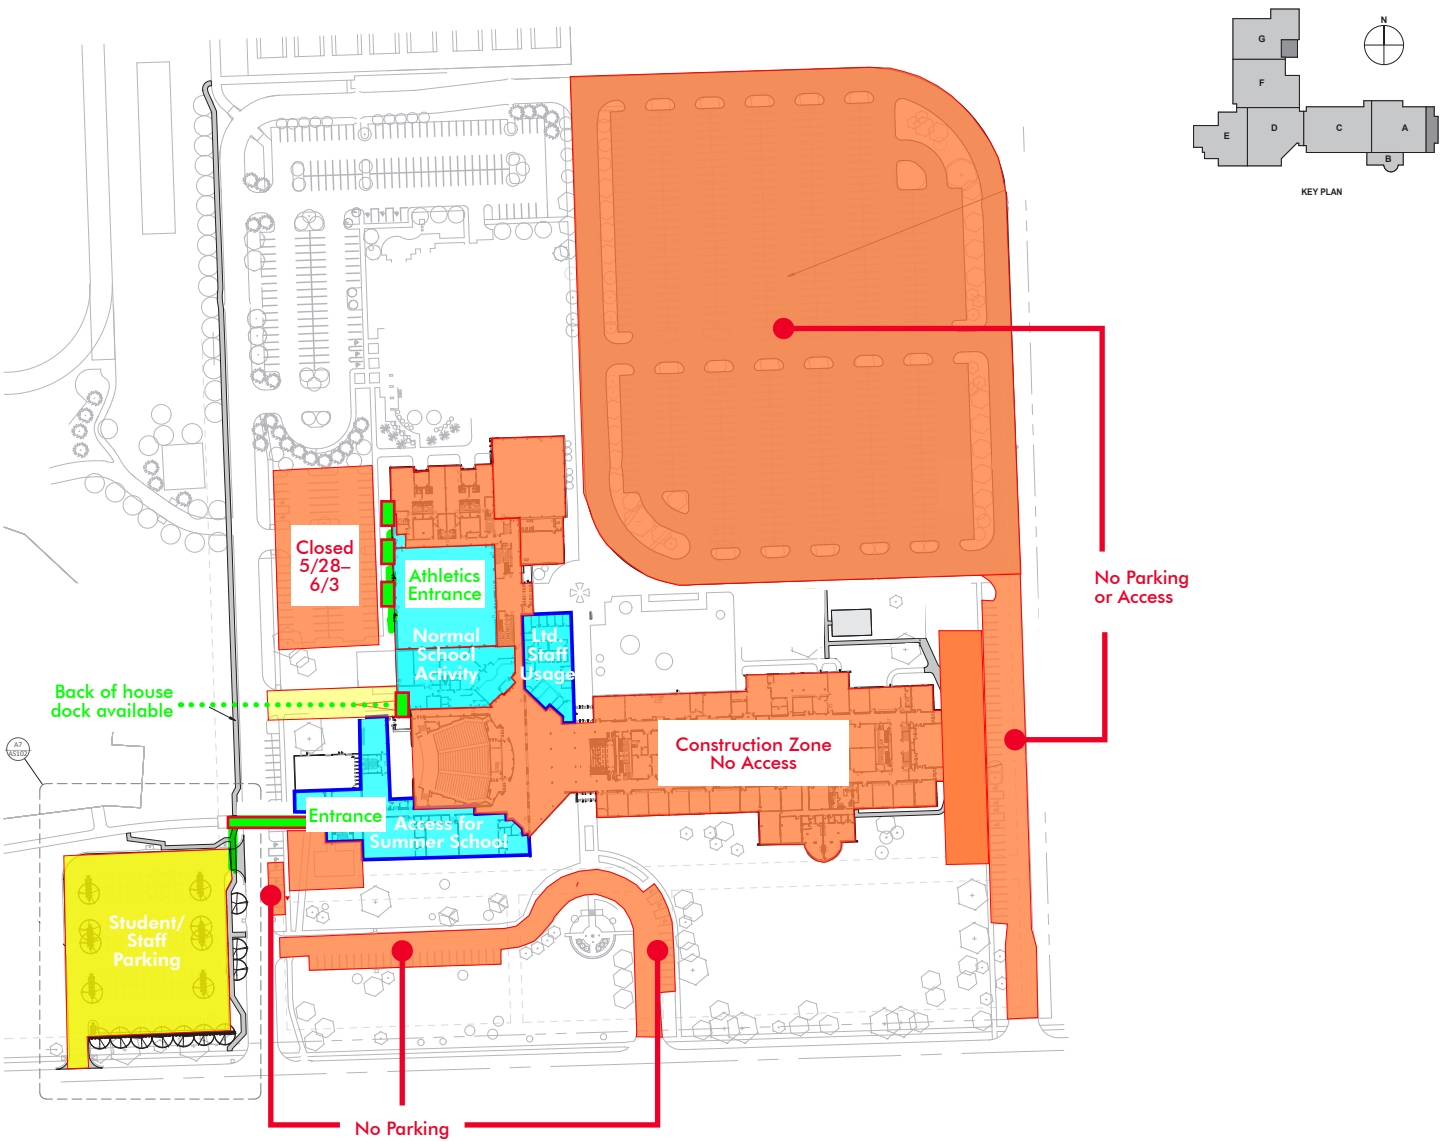 N
G
F
E
D
C
A
B
KEY PLAN
Closed
5/28–
6/3
Athletics
Entrance
Normal
School
Activity
Ltd.
Staff
Usage
No Parking
or Access
Back of house
dock available
Construction Zone
No Access
A7
AS102
Entrance
Access for
Summer School
Student/
Staff
Parking
No Parking